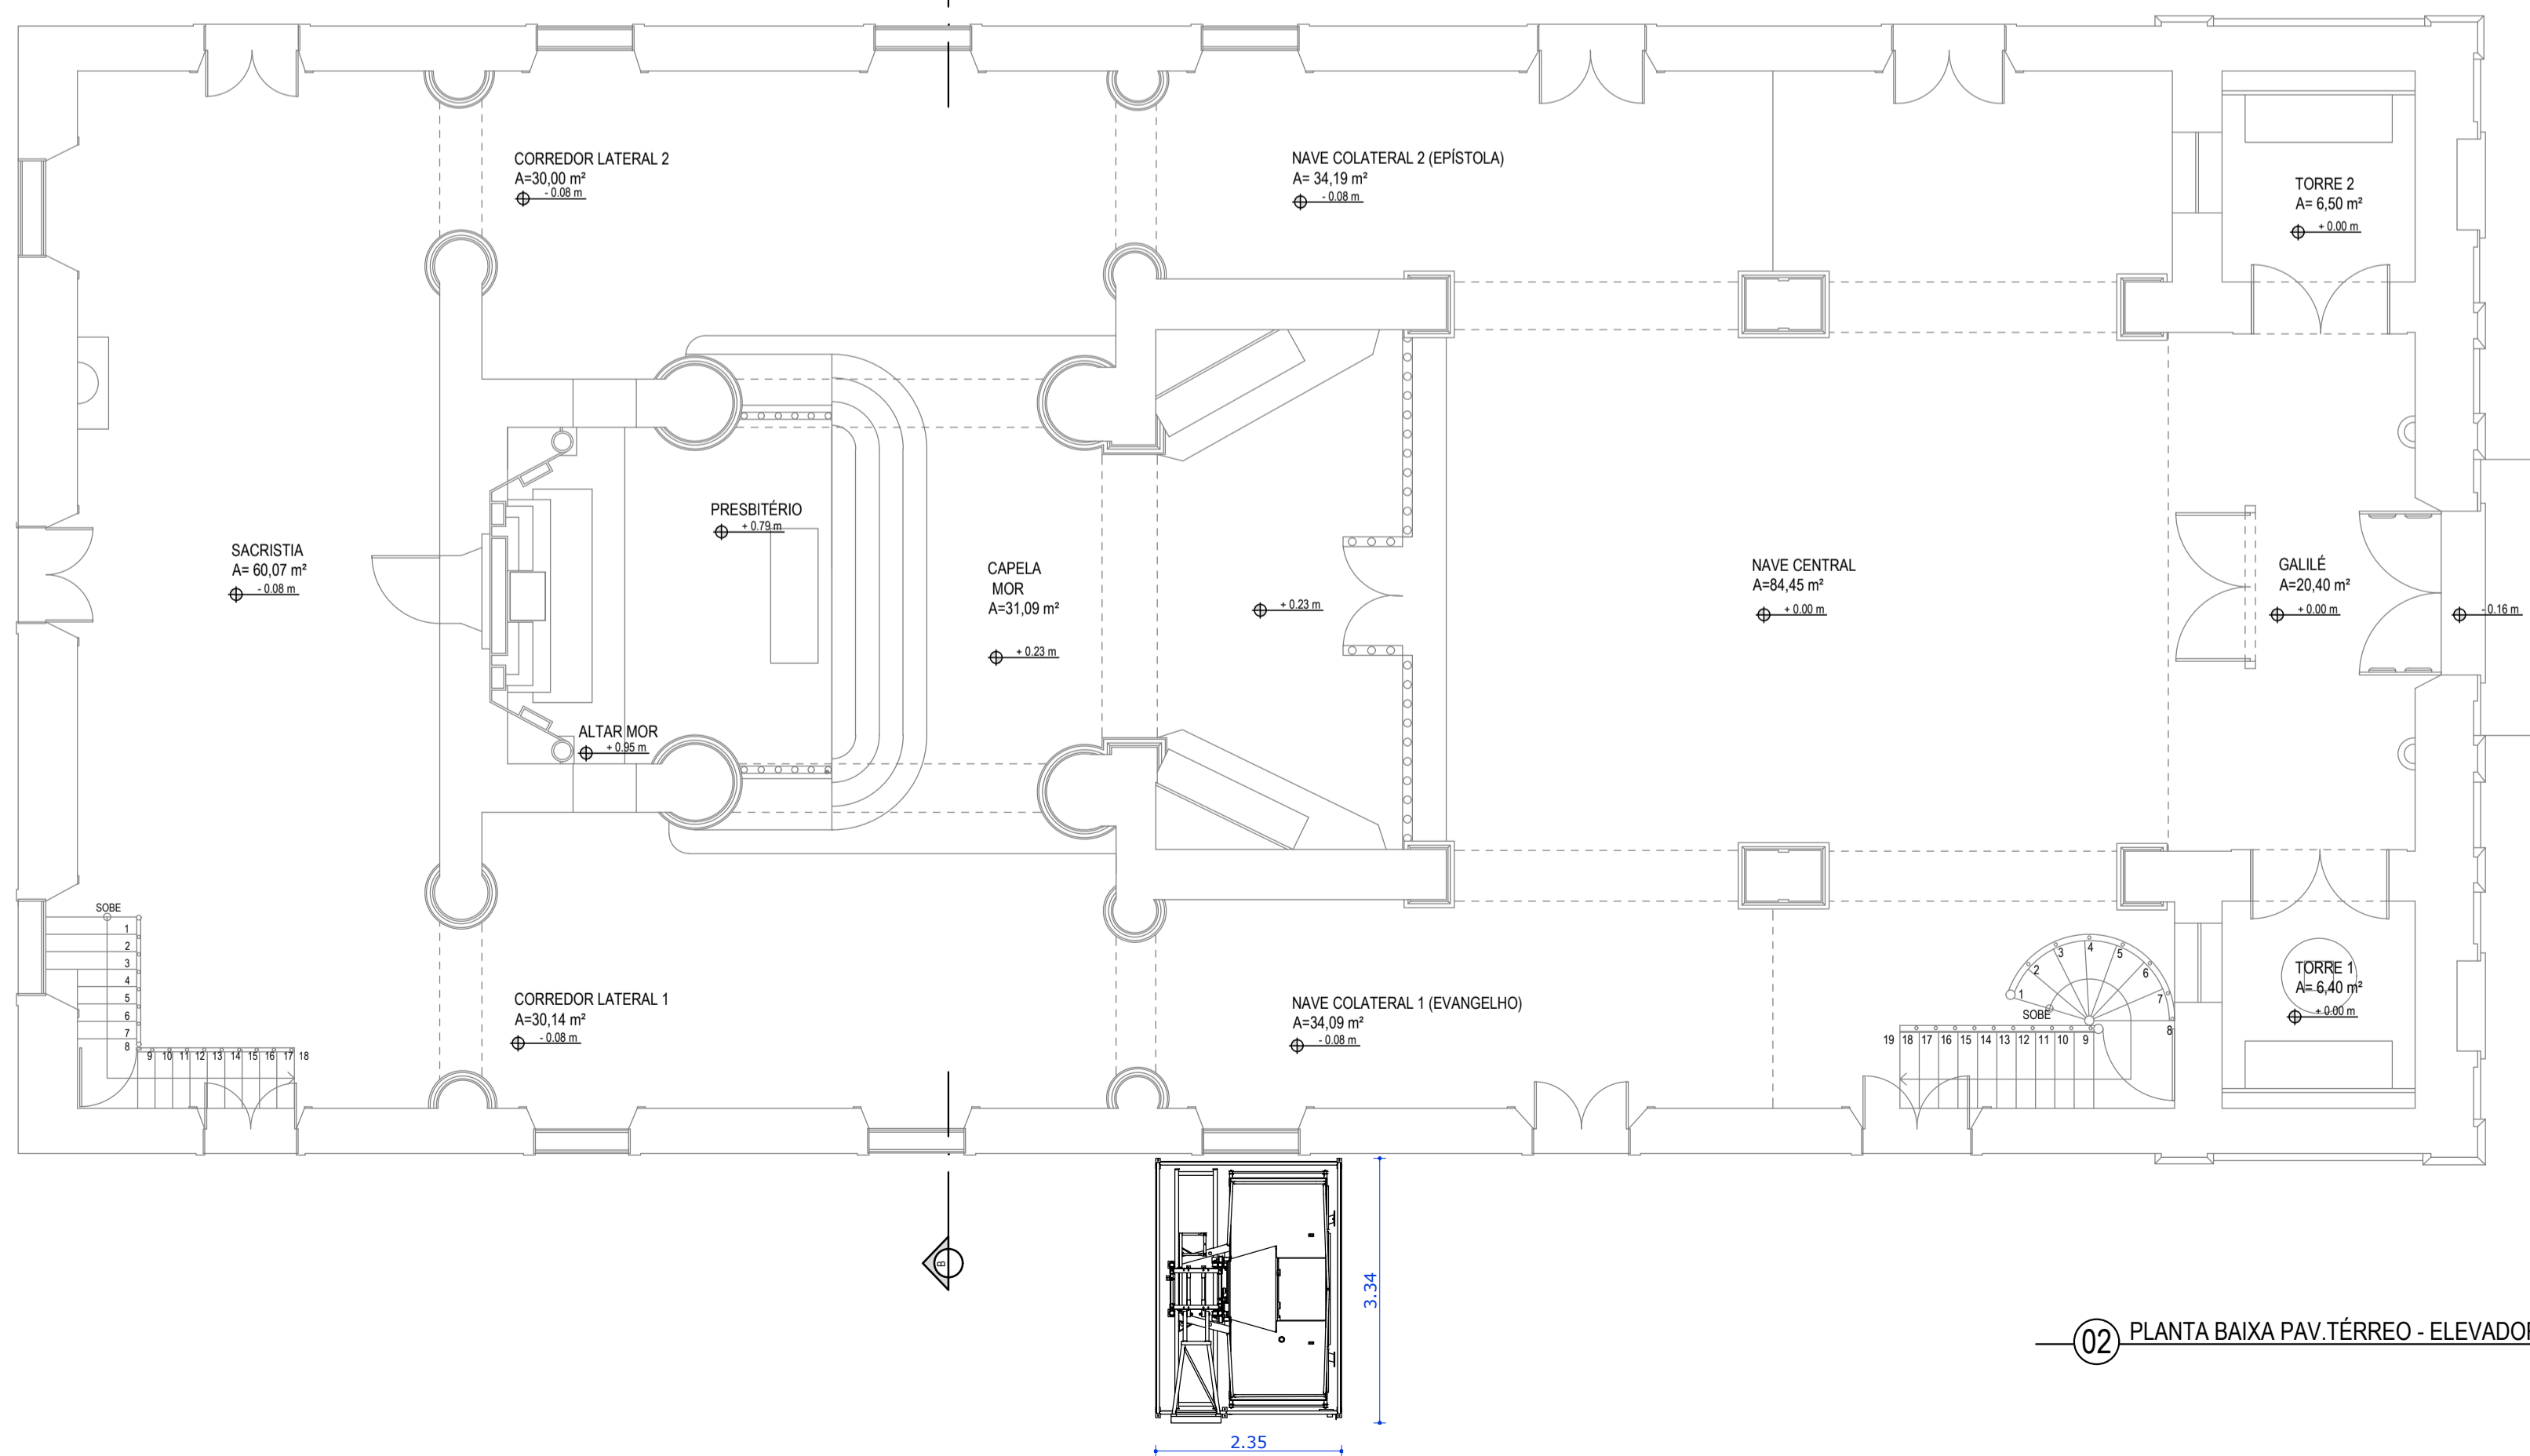 CORREDOR LATERAL 2
A=30,00 m²
- 0.08 m
NAVE COLATERAL 2 (EPÍSTOLA)
A= 34,19 m²
- 0.08 m
TORRE 2
A= 6,50 m²
+ 0.00 m
PRESBITÉRIO
+ 0.79 m
SACRISTIA
A= 60,07 m²
- 0.08 m
CAPELA
MOR
A=31,09 m²
+ 0.23 m
+ 0.23 m
NAVE CENTRAL
A=84,45 m²
+ 0.00 m
GALILÉ
A=20,40 m²
+ 0.00 m
- 0.16 m
ALTAR MOR
+ 0.95 m
SOBE
1
2
3
4
5
6
7
8
9 10 11 12 13 14 15 16 17 18
CORREDOR LATERAL 1
A=30,14 m²
- 0.08 m
NAVE COLATERAL 1 (EVANGELHO)
A=34,09 m²
- 0.08 m
1
2
3
4
5
6
7
8
SOBE
19 18 17 16 15 14 13 12 11 10 9
TORRE 1
A= 6,40 m²
+ 0.00 m
B
3.34
2.35
02 PLANTA BAIXA PAV.TÉRREO - ELEVADOR